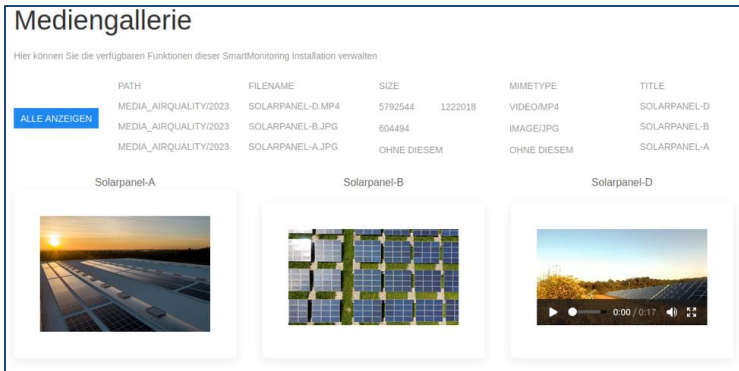 Mediengallerie
Hier können Sie die verfügbaren Funktionen dieser SmartMonitoring Installation verwalten
PATH FILENAME SIZE MIMETYPE TITLE
MEDIA_AIRQUALITY/2023 SOLARPANEL-D.MP4 5792544 1222018 VIDEO/MP4 SOLARPANEL-D
ALLE ANZEIGEN
MEDIA_AIRQUALITY/2023 SOLARPANEL-B.JPG 604494 IMAGE/JPG SOLARPANEL-B
MEDIA_AIRQUALITY/2023 SOLARPANEL-A.JPG OHNE DIESEM OHNE DIESEM SOLARPANEL-A
Solarpanel-A Solarpanel-B Solarpanel-D
0:00 / 0:17